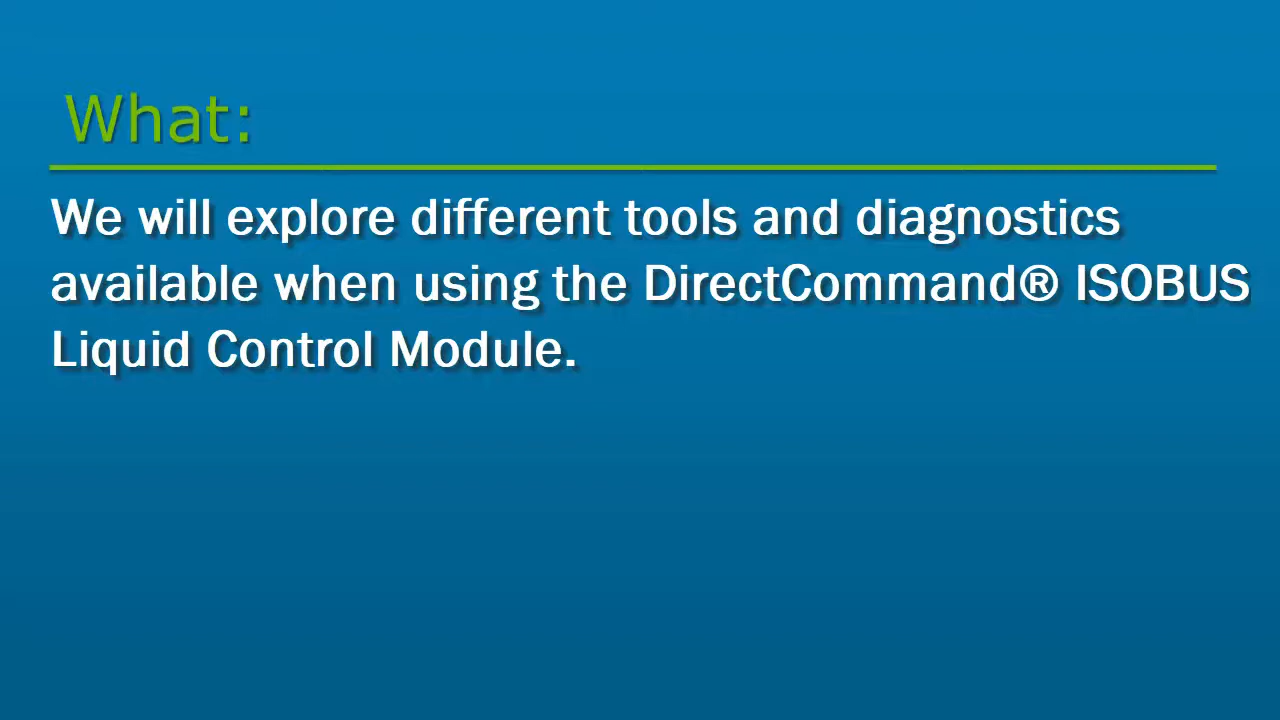 What:
We will explore different tools and diagnostics
available when using the DirectCommand® ISOBUS
Liquid Control Module.